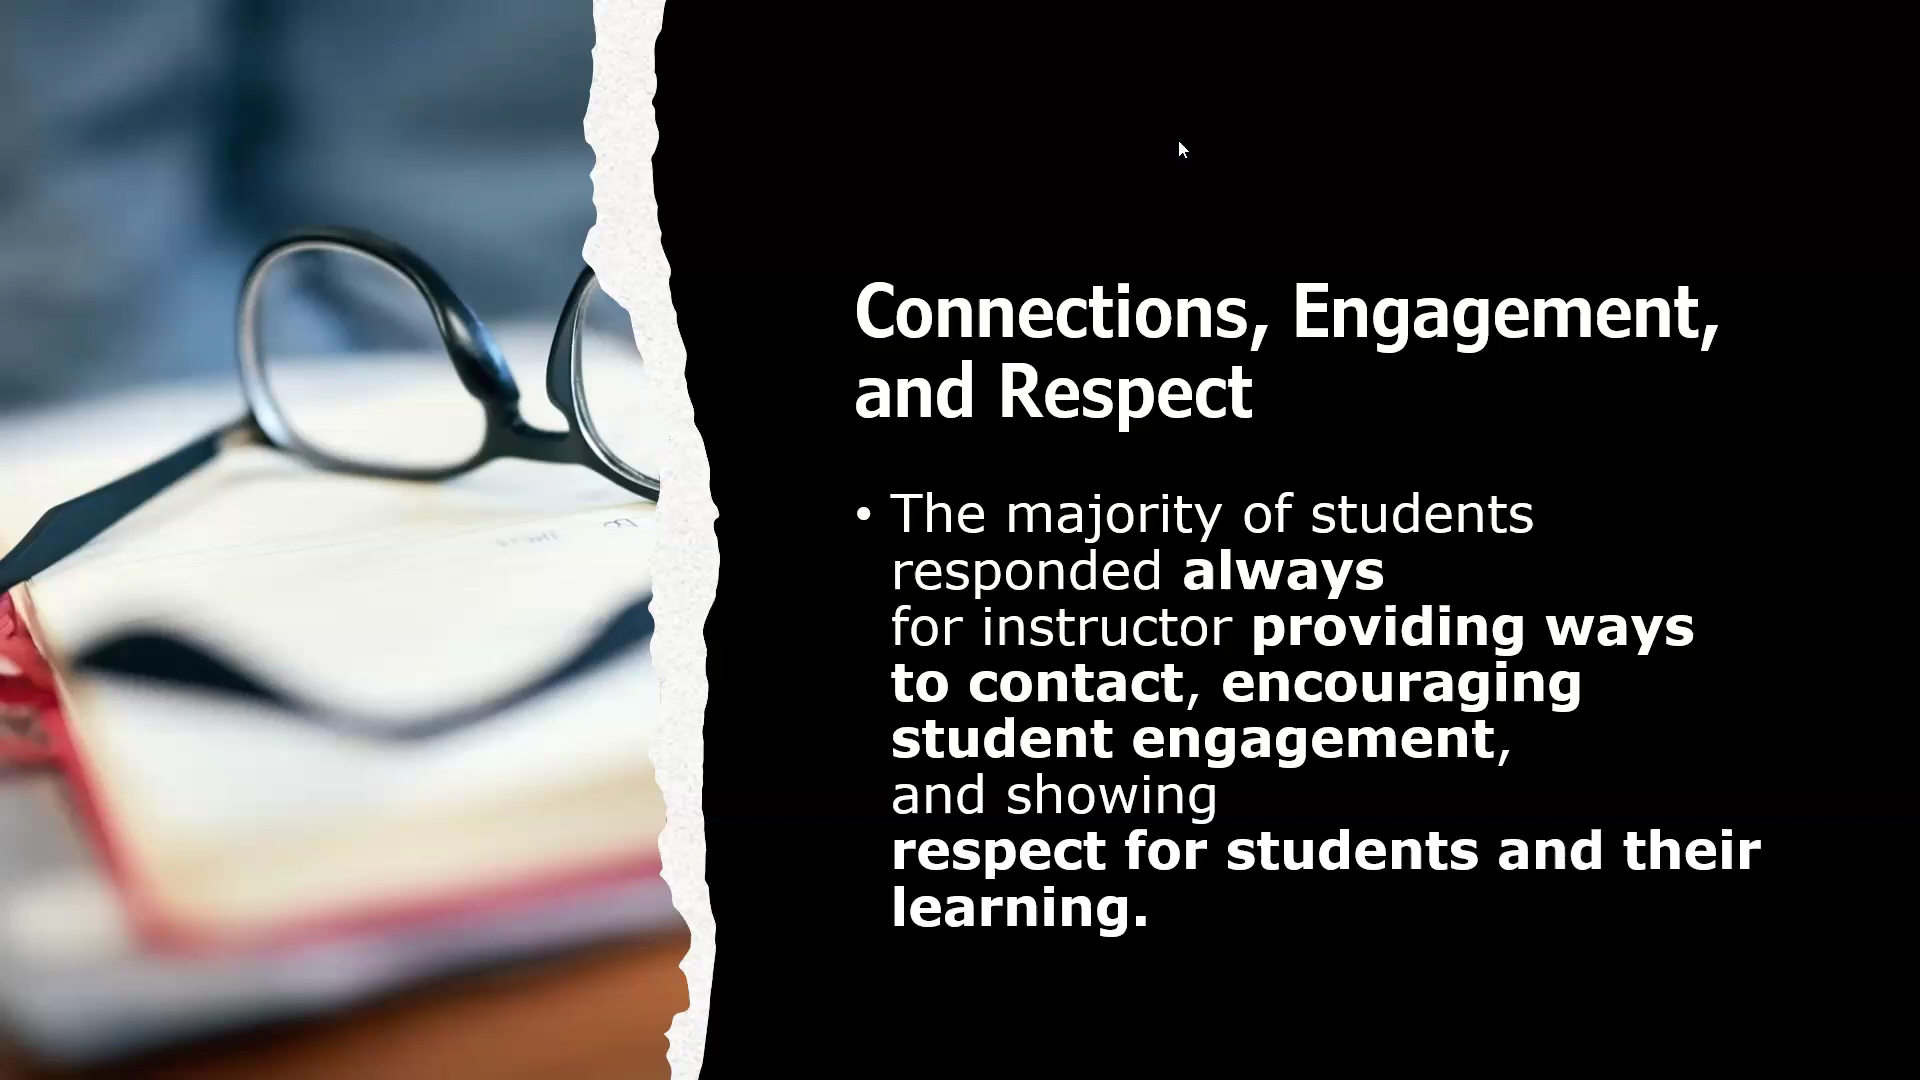 Connections, Engagement,
and Respect
• The majority of students
responded always
for instructor providing ways
to contact, encouraging
student engagement,
and showing
respect for students and their
learning.